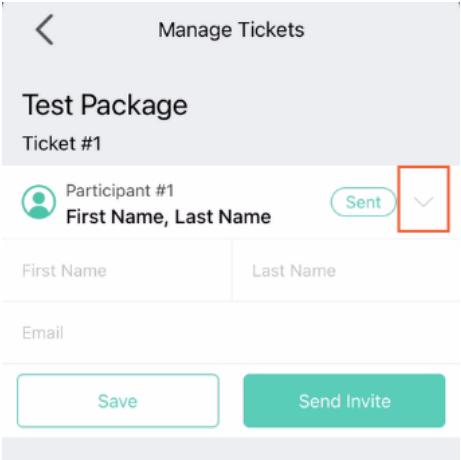 Manage Tickets
Test Package
Ticket #1
Participant #1
First Name, Last Name
Sent
First Name
Last Name
Email
Save
Send Invite